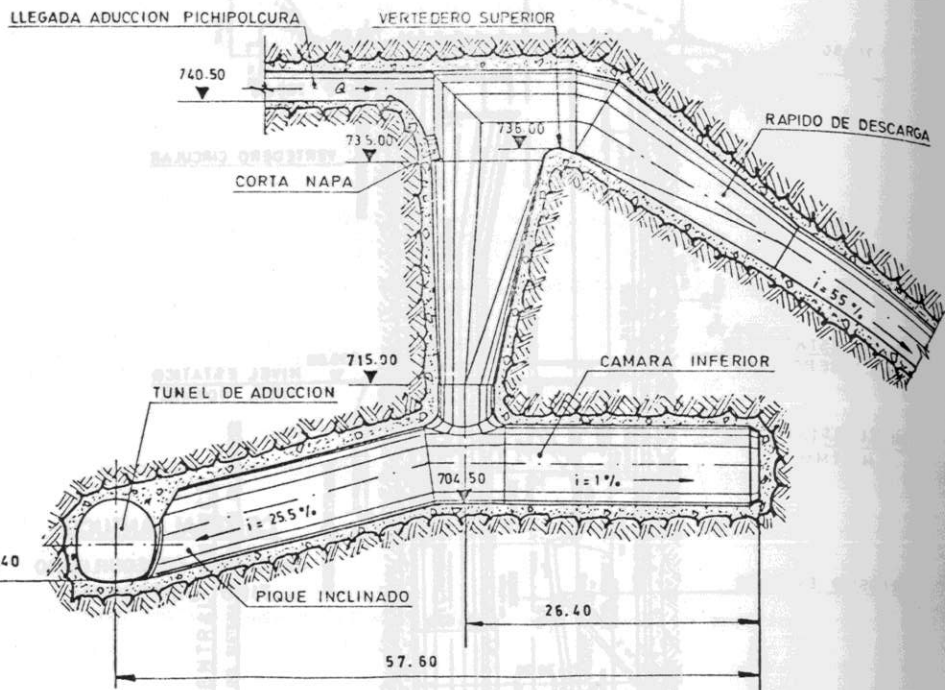 LLEGADA ADUCCION PICHIPOLCURA
VERTEDERO SUPERIOR
740.50
Q
RAPIDO DE DESCARGA
735.00
736.00
CORTA NAPA
i = 55 %
715.00
CAMARA INFERIOR
TUNEL DE ADUCCION
704.50
i = 1 %
i = 25.5 %
40
PIQUE INCLINADO
26.40
57.60